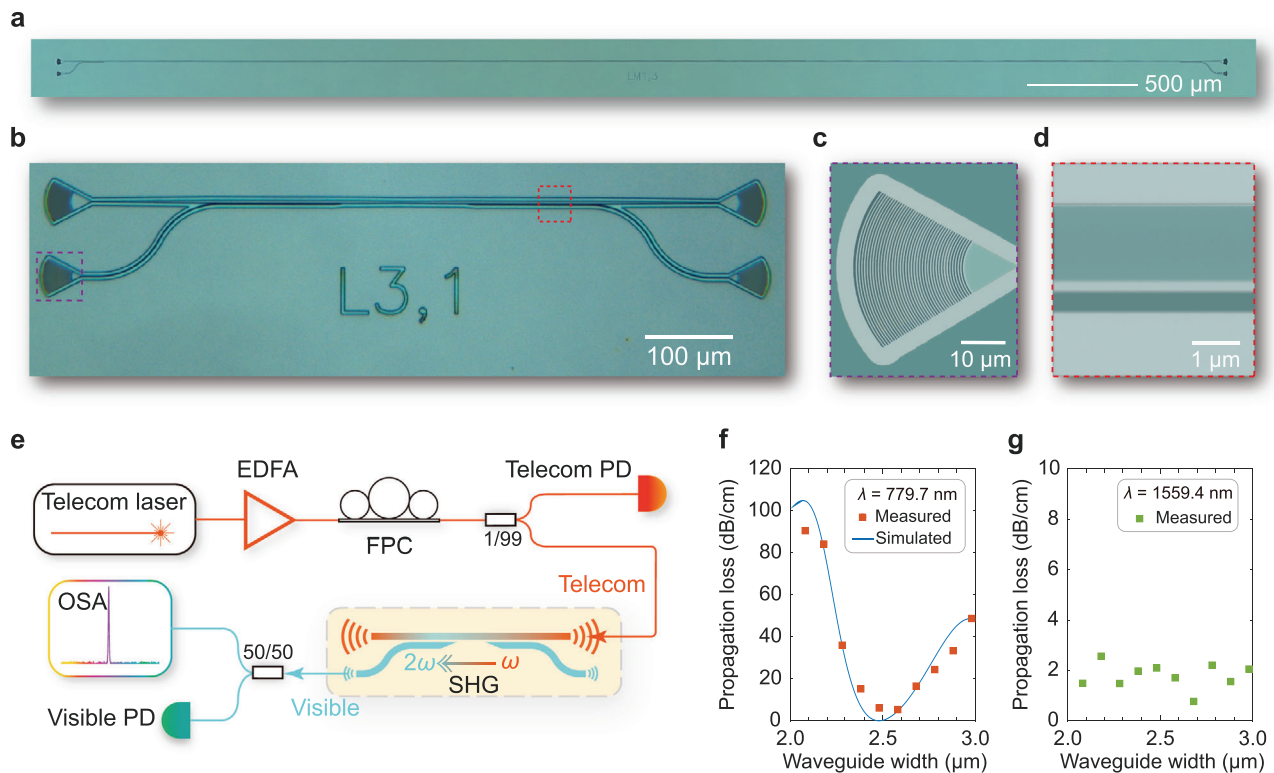 a
LM1,3
500 μm
b
L3,1
100 μm
c
10 μm
d
1 μm
e
Telecom laser
EDFA
FPC
1/99
Telecom PD
Telecom
OSA
50/50
2ω
ω
SHG
Visible
Visible PD
f
Propagation loss (dB/cm)
120
100
80
60
40
20
0
λ = 779.7 nm
Measured
Simulated
2.0
2.5
3.0
Waveguide width (μm)
g
Propagation loss (dB/cm)
10
8
6
4
2
0
λ = 1559.4 nm
Measured
2.0
2.5
3.0
Waveguide width (μm)